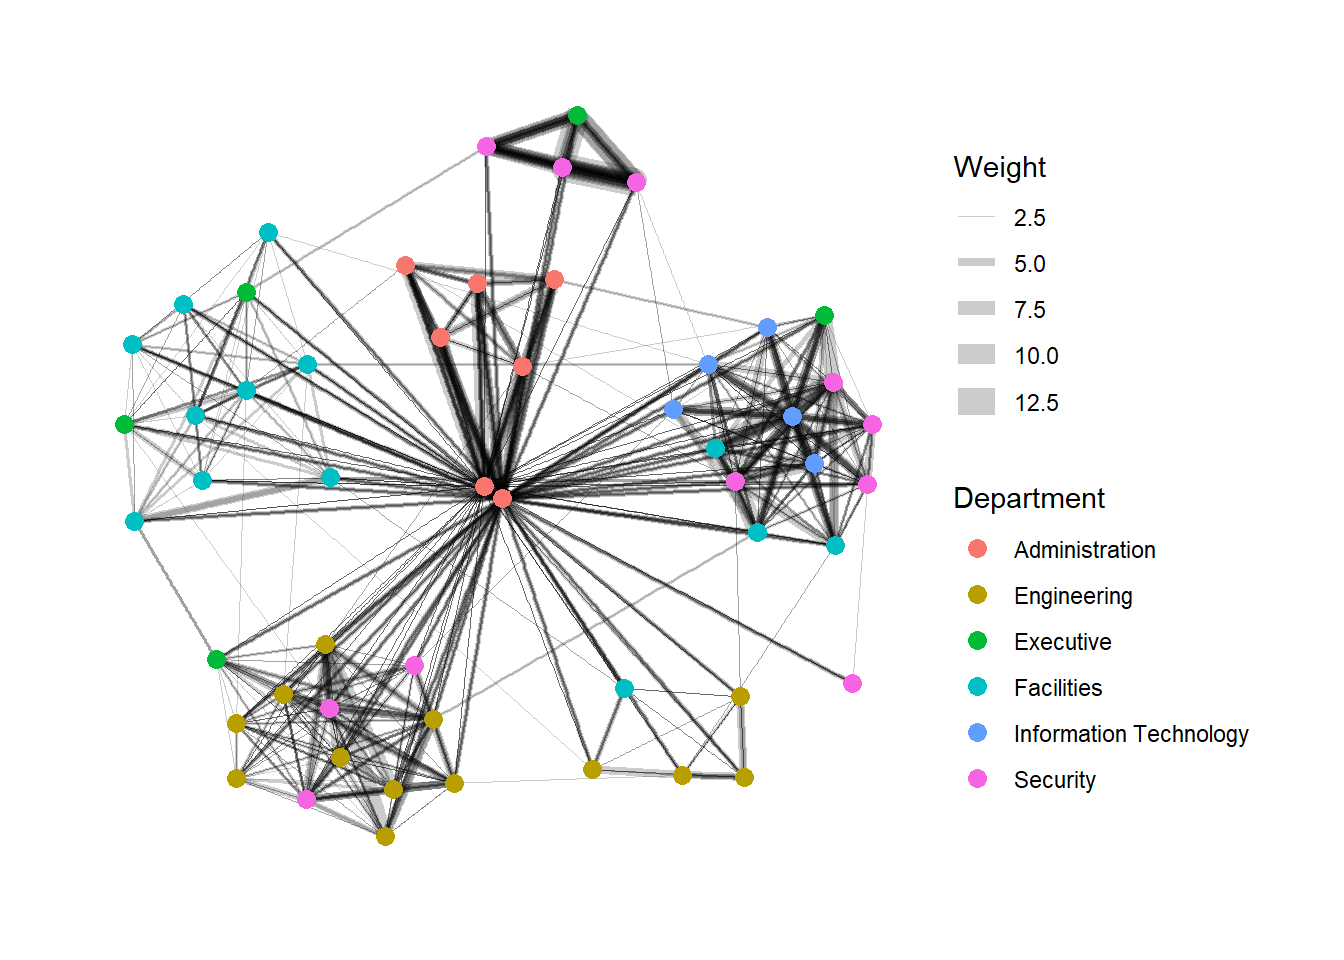 Weight
2.5
5.0
7.5
10.0
12.5
Department
Administration
Engineering
Executive
Facilities
Information Technology
Security